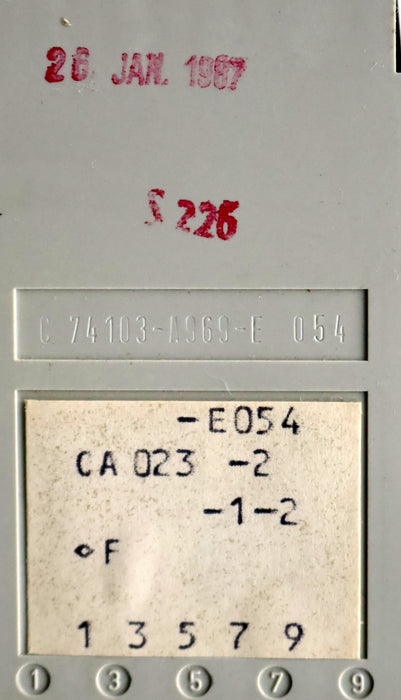 26 JAN. 1987
S 226
C 74103-A969-E 054
-E054
CA 023 -2
-1-2
⋄F
1 3 5 7 9
1 3 5 7 9